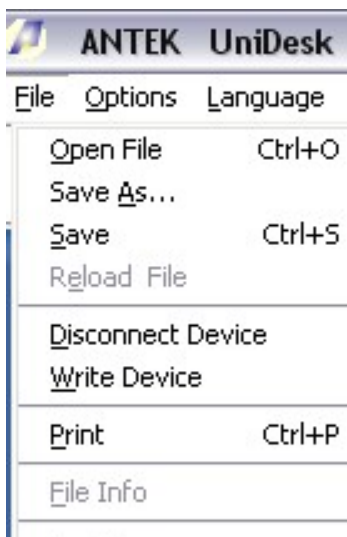 ANTEK UniDesk
File Options Language
Open File Ctrl+O
Save As...
Save Ctrl+S
Reload File
Disconnect Device
Write Device
Print Ctrl+P
File Info